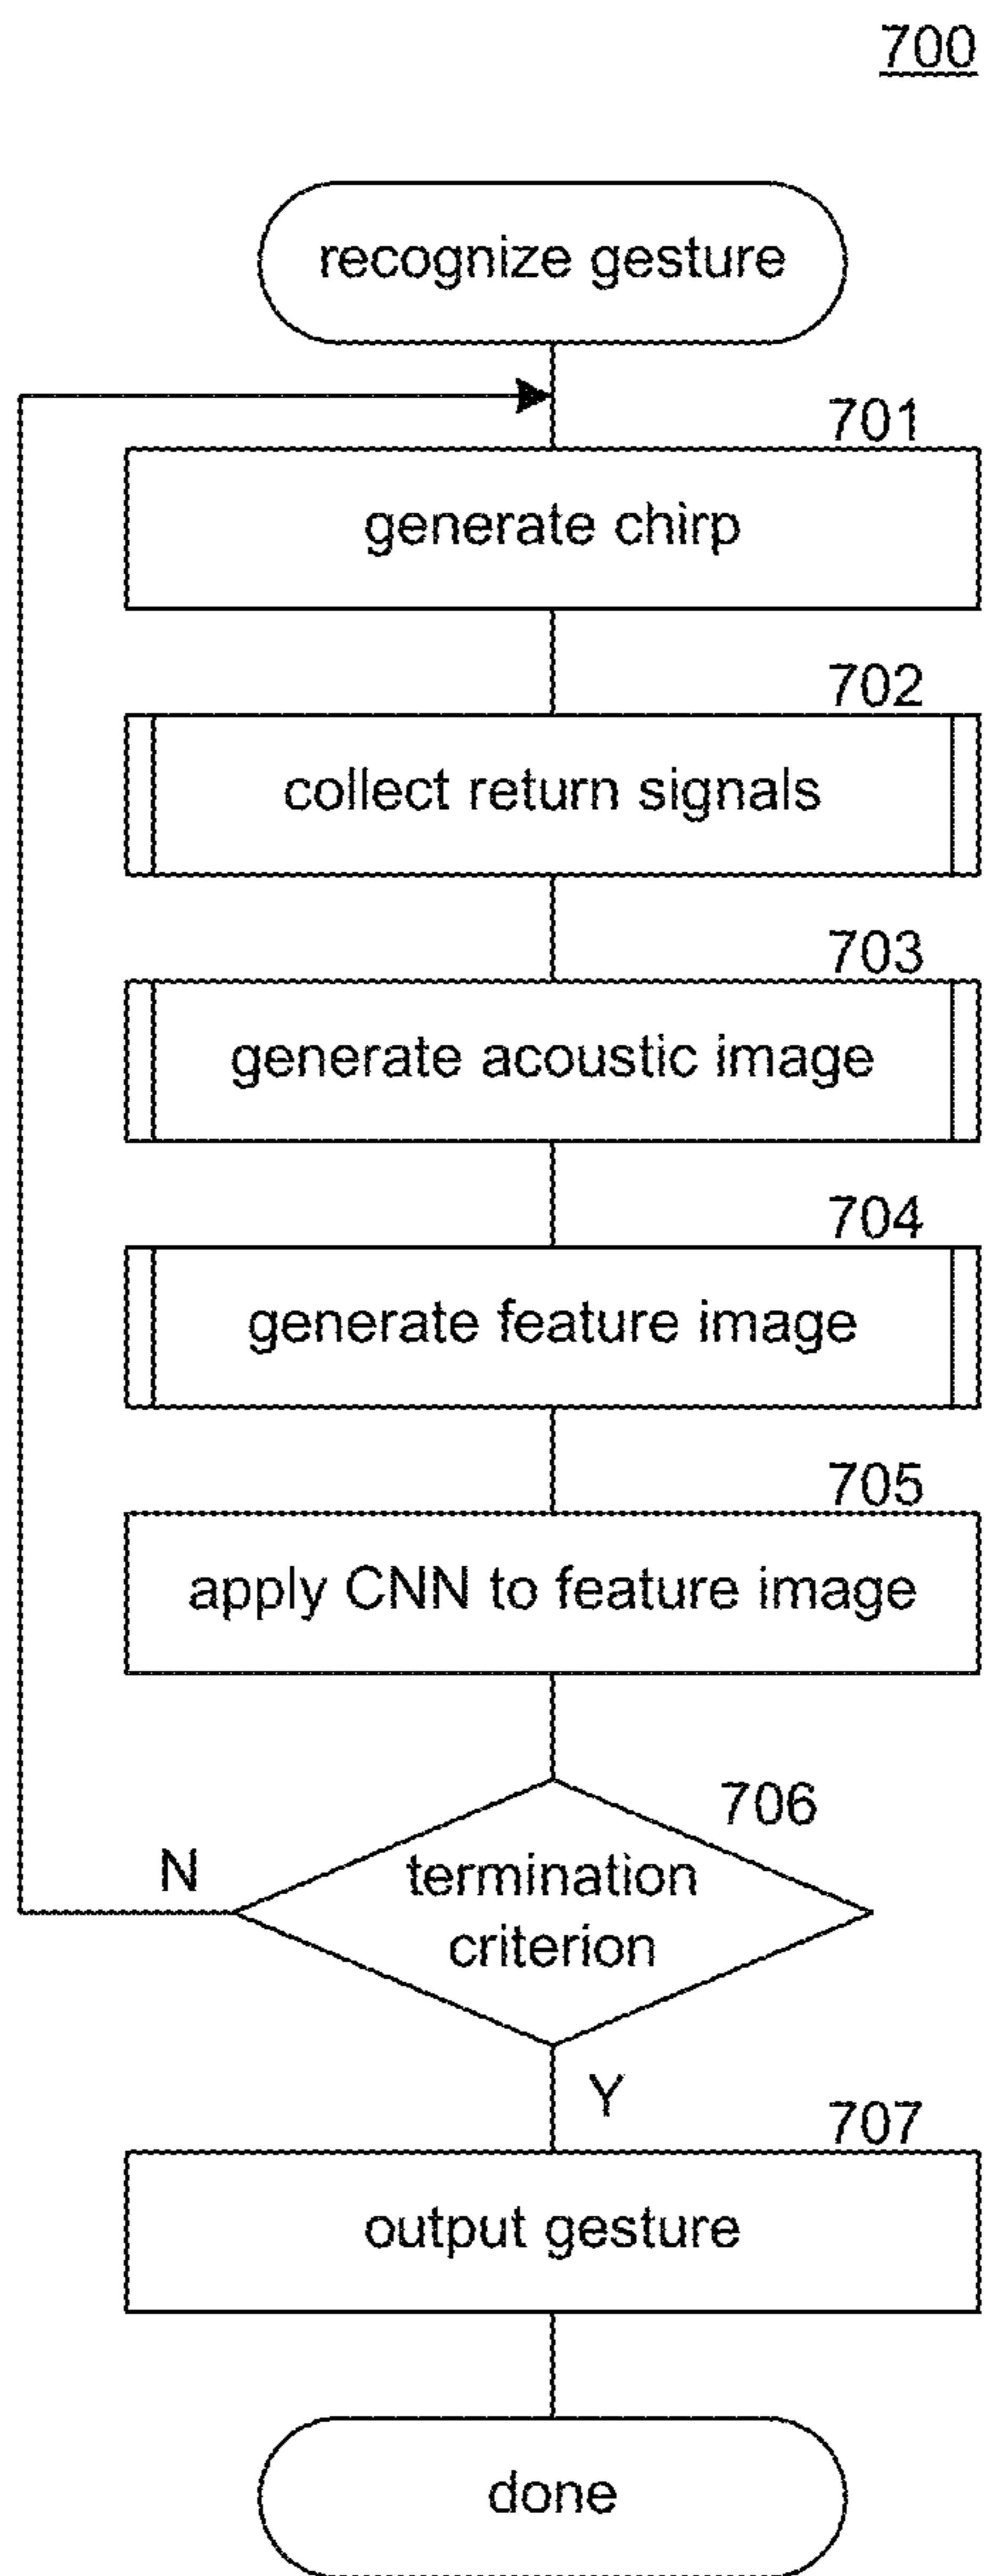 700
recognize gesture
701
generate chirp
702
collect return signals
703
generate acoustic image
704
generate feature image
705
apply CNN to feature image
706
N
termination
criterion
Y
707
output gesture
done